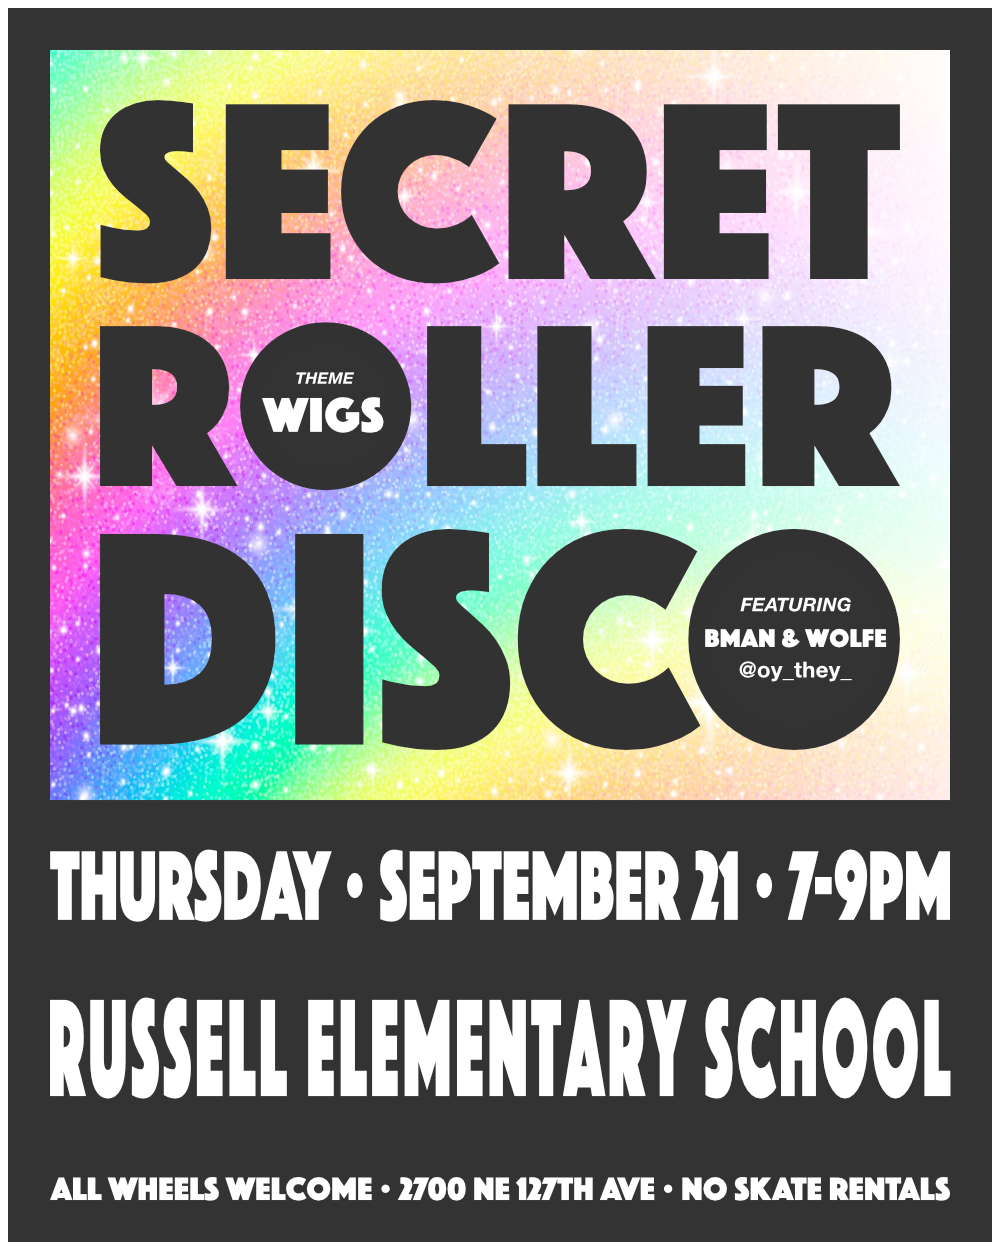 SECRET
ROLLER
THEME
WIGS
DISCO
FEATURING
BMAN & WOLFE
@oy_they_
THURSDAY • SEPTEMBER 21 • 7-9PM
RUSSELL ELEMENTARY SCHOOL
ALL WHEELS WELCOME • 2700 NE 127TH AVE • NO SKATE RENTALS